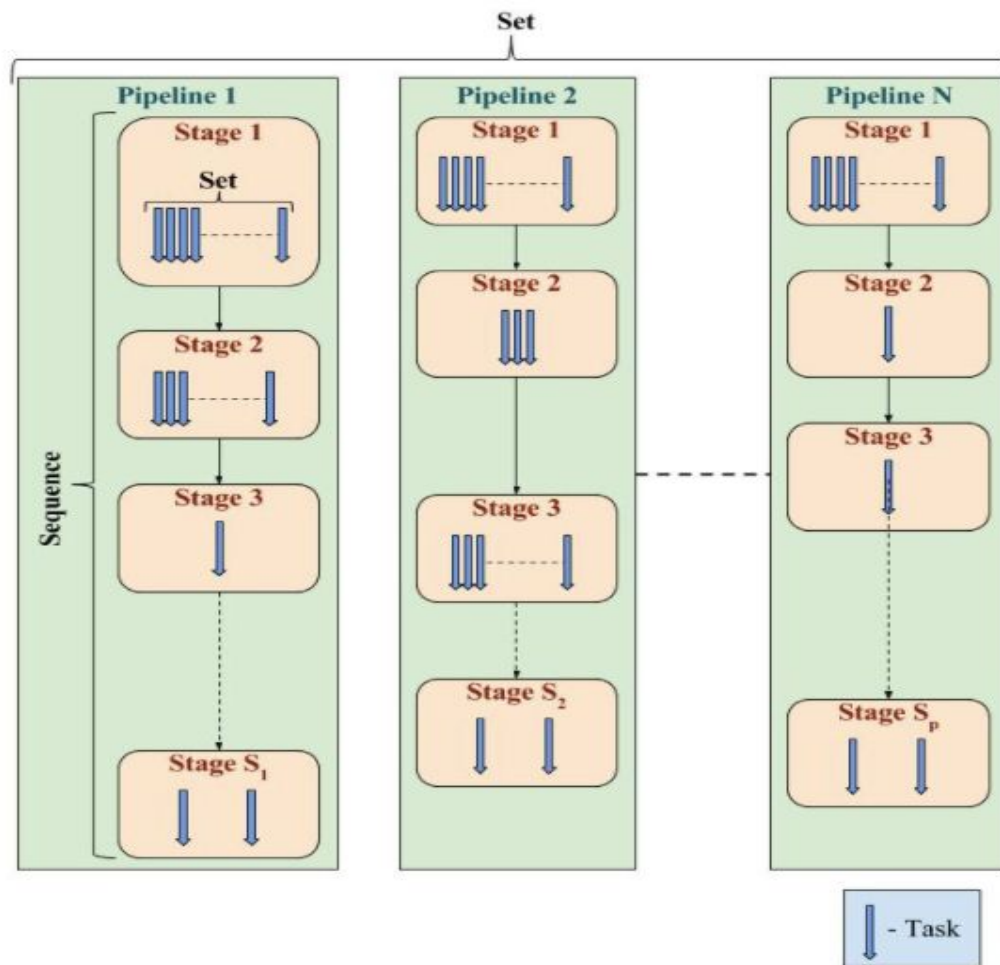 Set
Pipeline 1
Stage 1
Set
Stage 2
Stage 3
Stage S1
Sequence
Pipeline 2
Stage 1
Stage 2
Stage 3
Stage S2
Pipeline N
Stage 1
Stage 2
Stage 3
Stage Sp
- Task